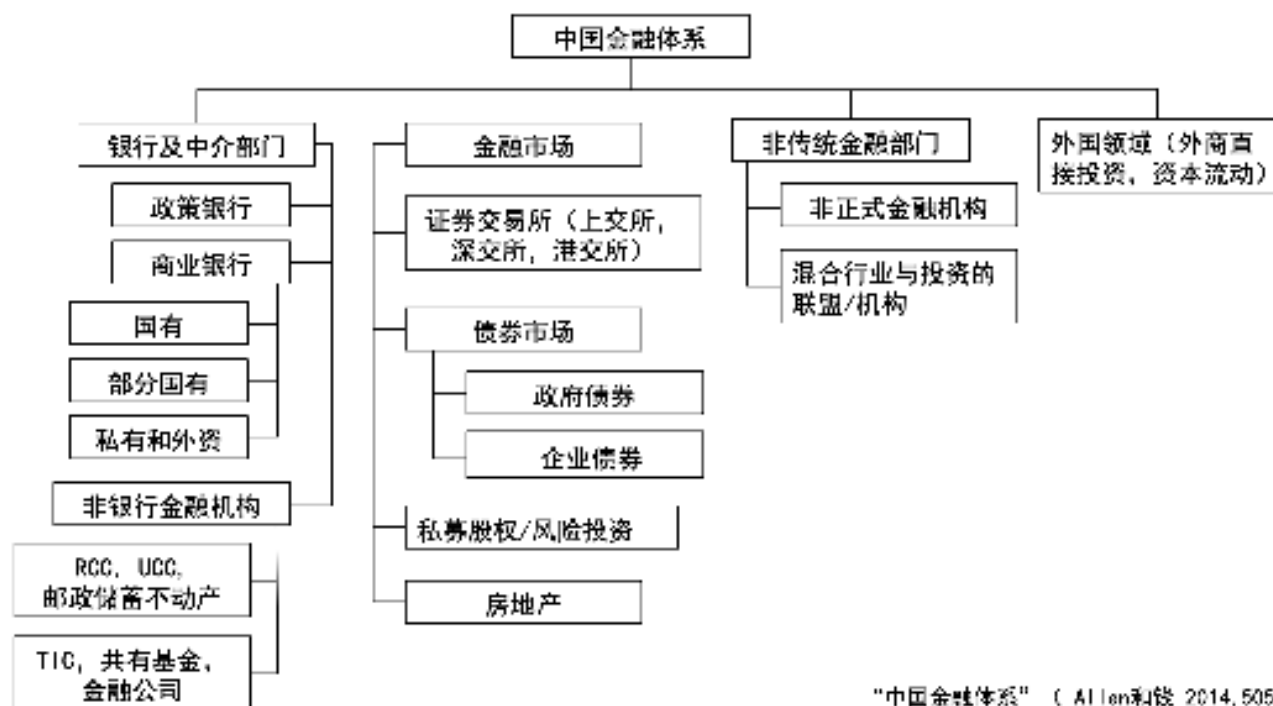 中国金融体系
银行及中介部门
政策银行
商业银行
国有
部分国有
私有和外资
非银行金融机构
RCC, UCC,
邮政储蓄不动产
TIC, 共有基金,
金融公司
金融市场
证券交易所（上交所,
深交所, 港交所）
债券市场
政府债券
企业债券
私募股权/风险投资
房地产
非传统金融部门
非正式金融机构
混合行业与投资的
联盟/机构
外国领域（外商直
接投资, 资本流动）
“中国金融体系” （ Allen和钱 2014,505